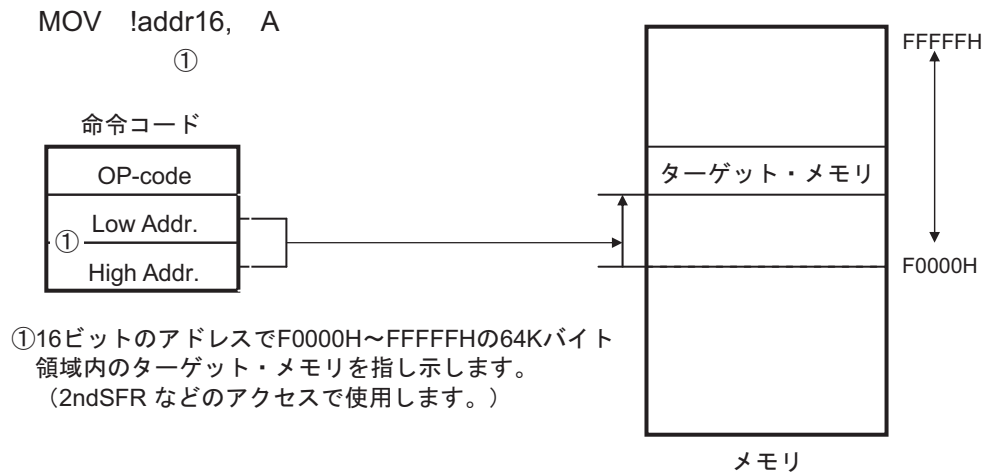 MOV !addr16, A
①
命令コード
OP-code
Low Addr.
①
High Addr.
FFFFFH
ターゲット・メモリ
F0000H
メモリ
①16ビットのアドレスでF0000H～FFFFFHの64Kバイト
領域内のターゲット・メモリを指し示します。
（2ndSFR などのアクセスで使用します。）